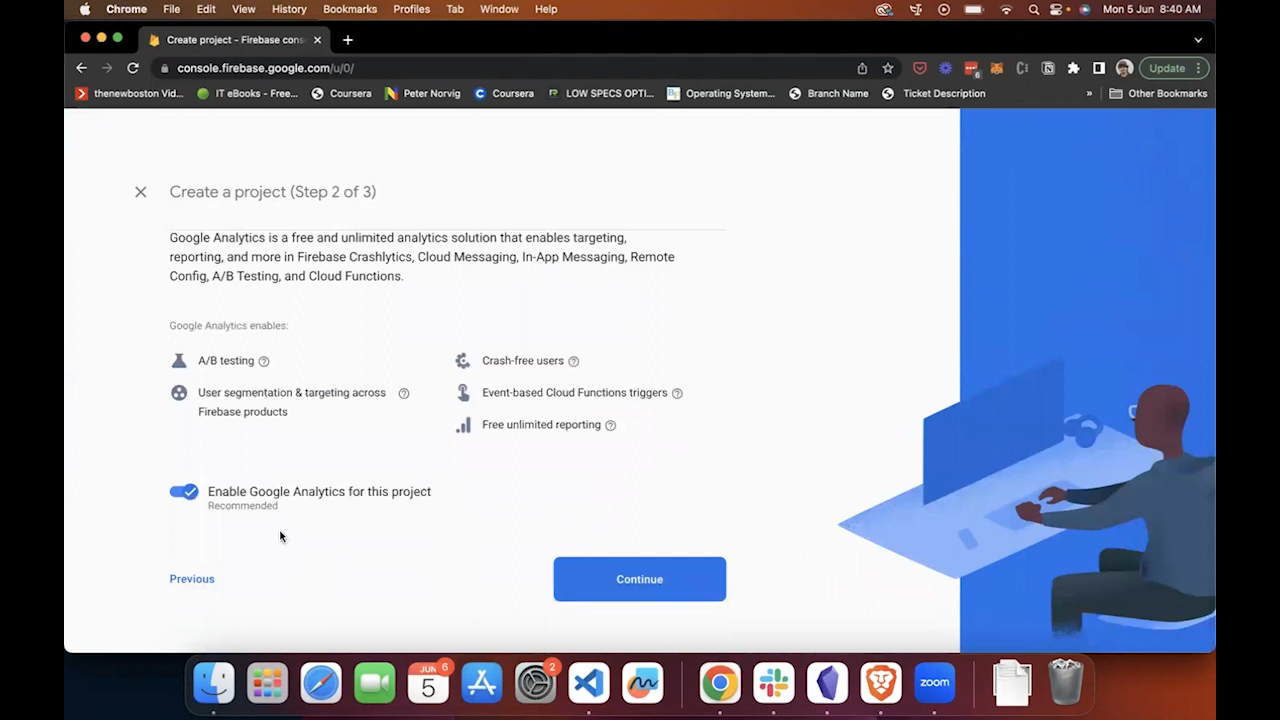 Chrome File Edit View History Bookmarks Profiles Tab Window Help Mon 5 Jun 8:40 AM
Create project - Firebase cons
console.firebase.google.com/u/0/
6
Update
thenewboston Vid... IT eBooks - Free... Coursera Peter Norvig Coursera LOW SPECS OPTI... Operating System... Branch Name Ticket Description » Other Bookmarks
Create a project (Step 2 of 3)
Google Analytics is a free and unlimited analytics solution that enables targeting,
reporting, and more in Firebase Crashlytics, Cloud Messaging, In-App Messaging, Remote
Config, A/B Testing, and Cloud Functions.
Google Analytics enables:
A/B testing
Crash-free users
User segmentation & targeting across
Firebase products
Event-based Cloud Functions triggers
Free unlimited reporting
Enable Google Analytics for this project
Recommended
Previous
Continue
JUN 6
5
2
zoom